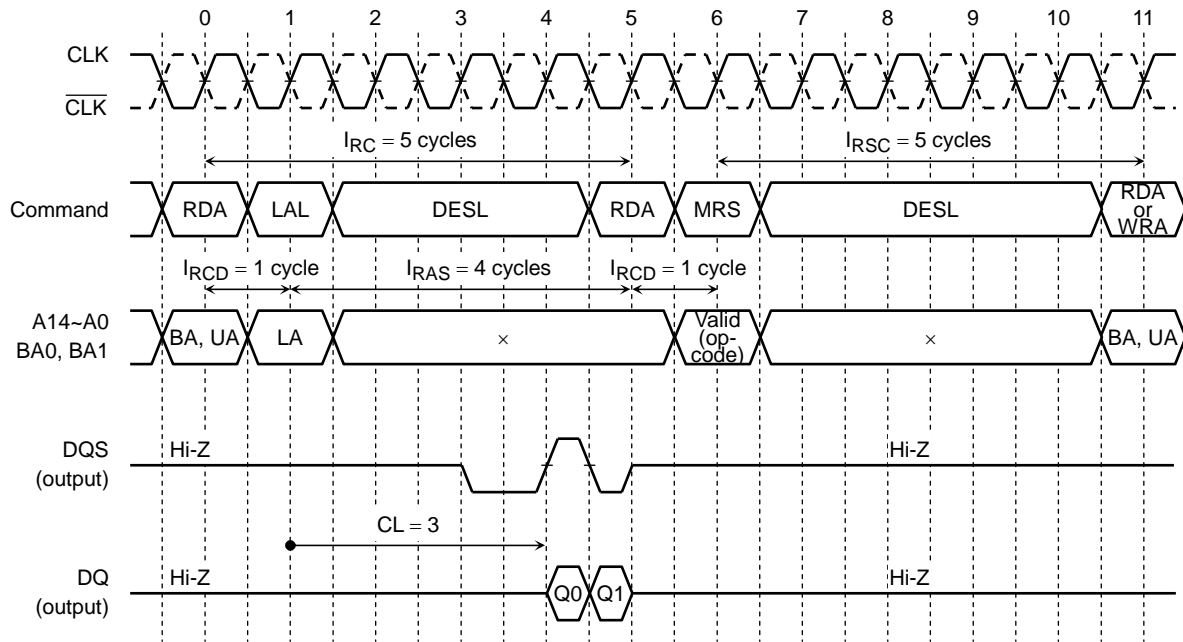 0 1 2 3 4 5 6 7 8 9 10 11
CLK
CLK
IRC = 5 cycles
IRSC = 5 cycles
Command
RDA
LAL
DESL
RDA
MRS
DESL
RDA
or
WRA
IRCD = 1 cycle
IRAS = 4 cycles
IRCD = 1 cycle
A14~A0
BA0, BA1
BA, UA
LA
×
Valid
(op-
code)
×
BA, UA
DQS
(output)
Hi-Z
Hi-Z
CL = 3
DQ
(output)
Hi-Z
Q0
Q1
Hi-Z